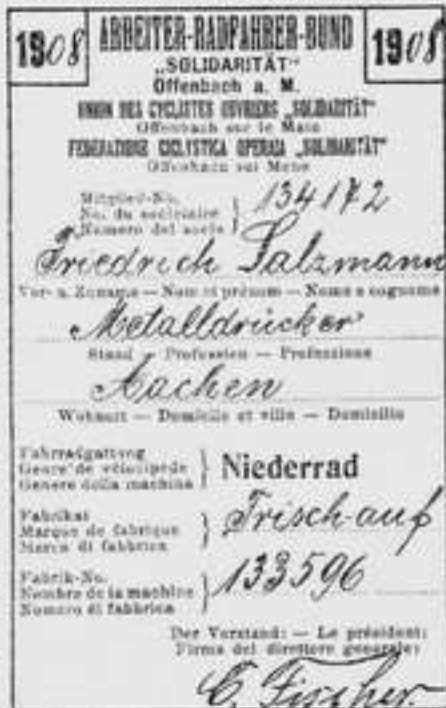 1908 ARBEITER-RADFAHRER-BUND 1908
„SOLIDARITÄT"
Offenbach a. M.
UNION DES CYCLISTES OUVRIERS „SOLIDARITÄT"
Offenbach sur le Main
FEDERAZIONE CICLYSTICA OPERAIA „SOLIDARITÄT"
Offenbach sul Meno
Mitglied-No.
No. du sociétaire
Numero del socio
134172
Friedrich Salzmann
Vor- u. Zuname — Nom et prénom — Nome e cognome
Metalldrücker
Stand — Profession — Professione
Aachen
Wohnort — Domicile et ville — Domicilio
Fahrradgattung
Genre de vélocipède
Genere della machina
Niederrad
Fabrikat
Marque de fabrique
Marca di fabbrica
Frisch-auf
Fabrik-No.
Nombre de la machine
Numero di fabbrica
133596
Der Vorstand: — Le président:
Firma del direttore generale:
C. Fischer.